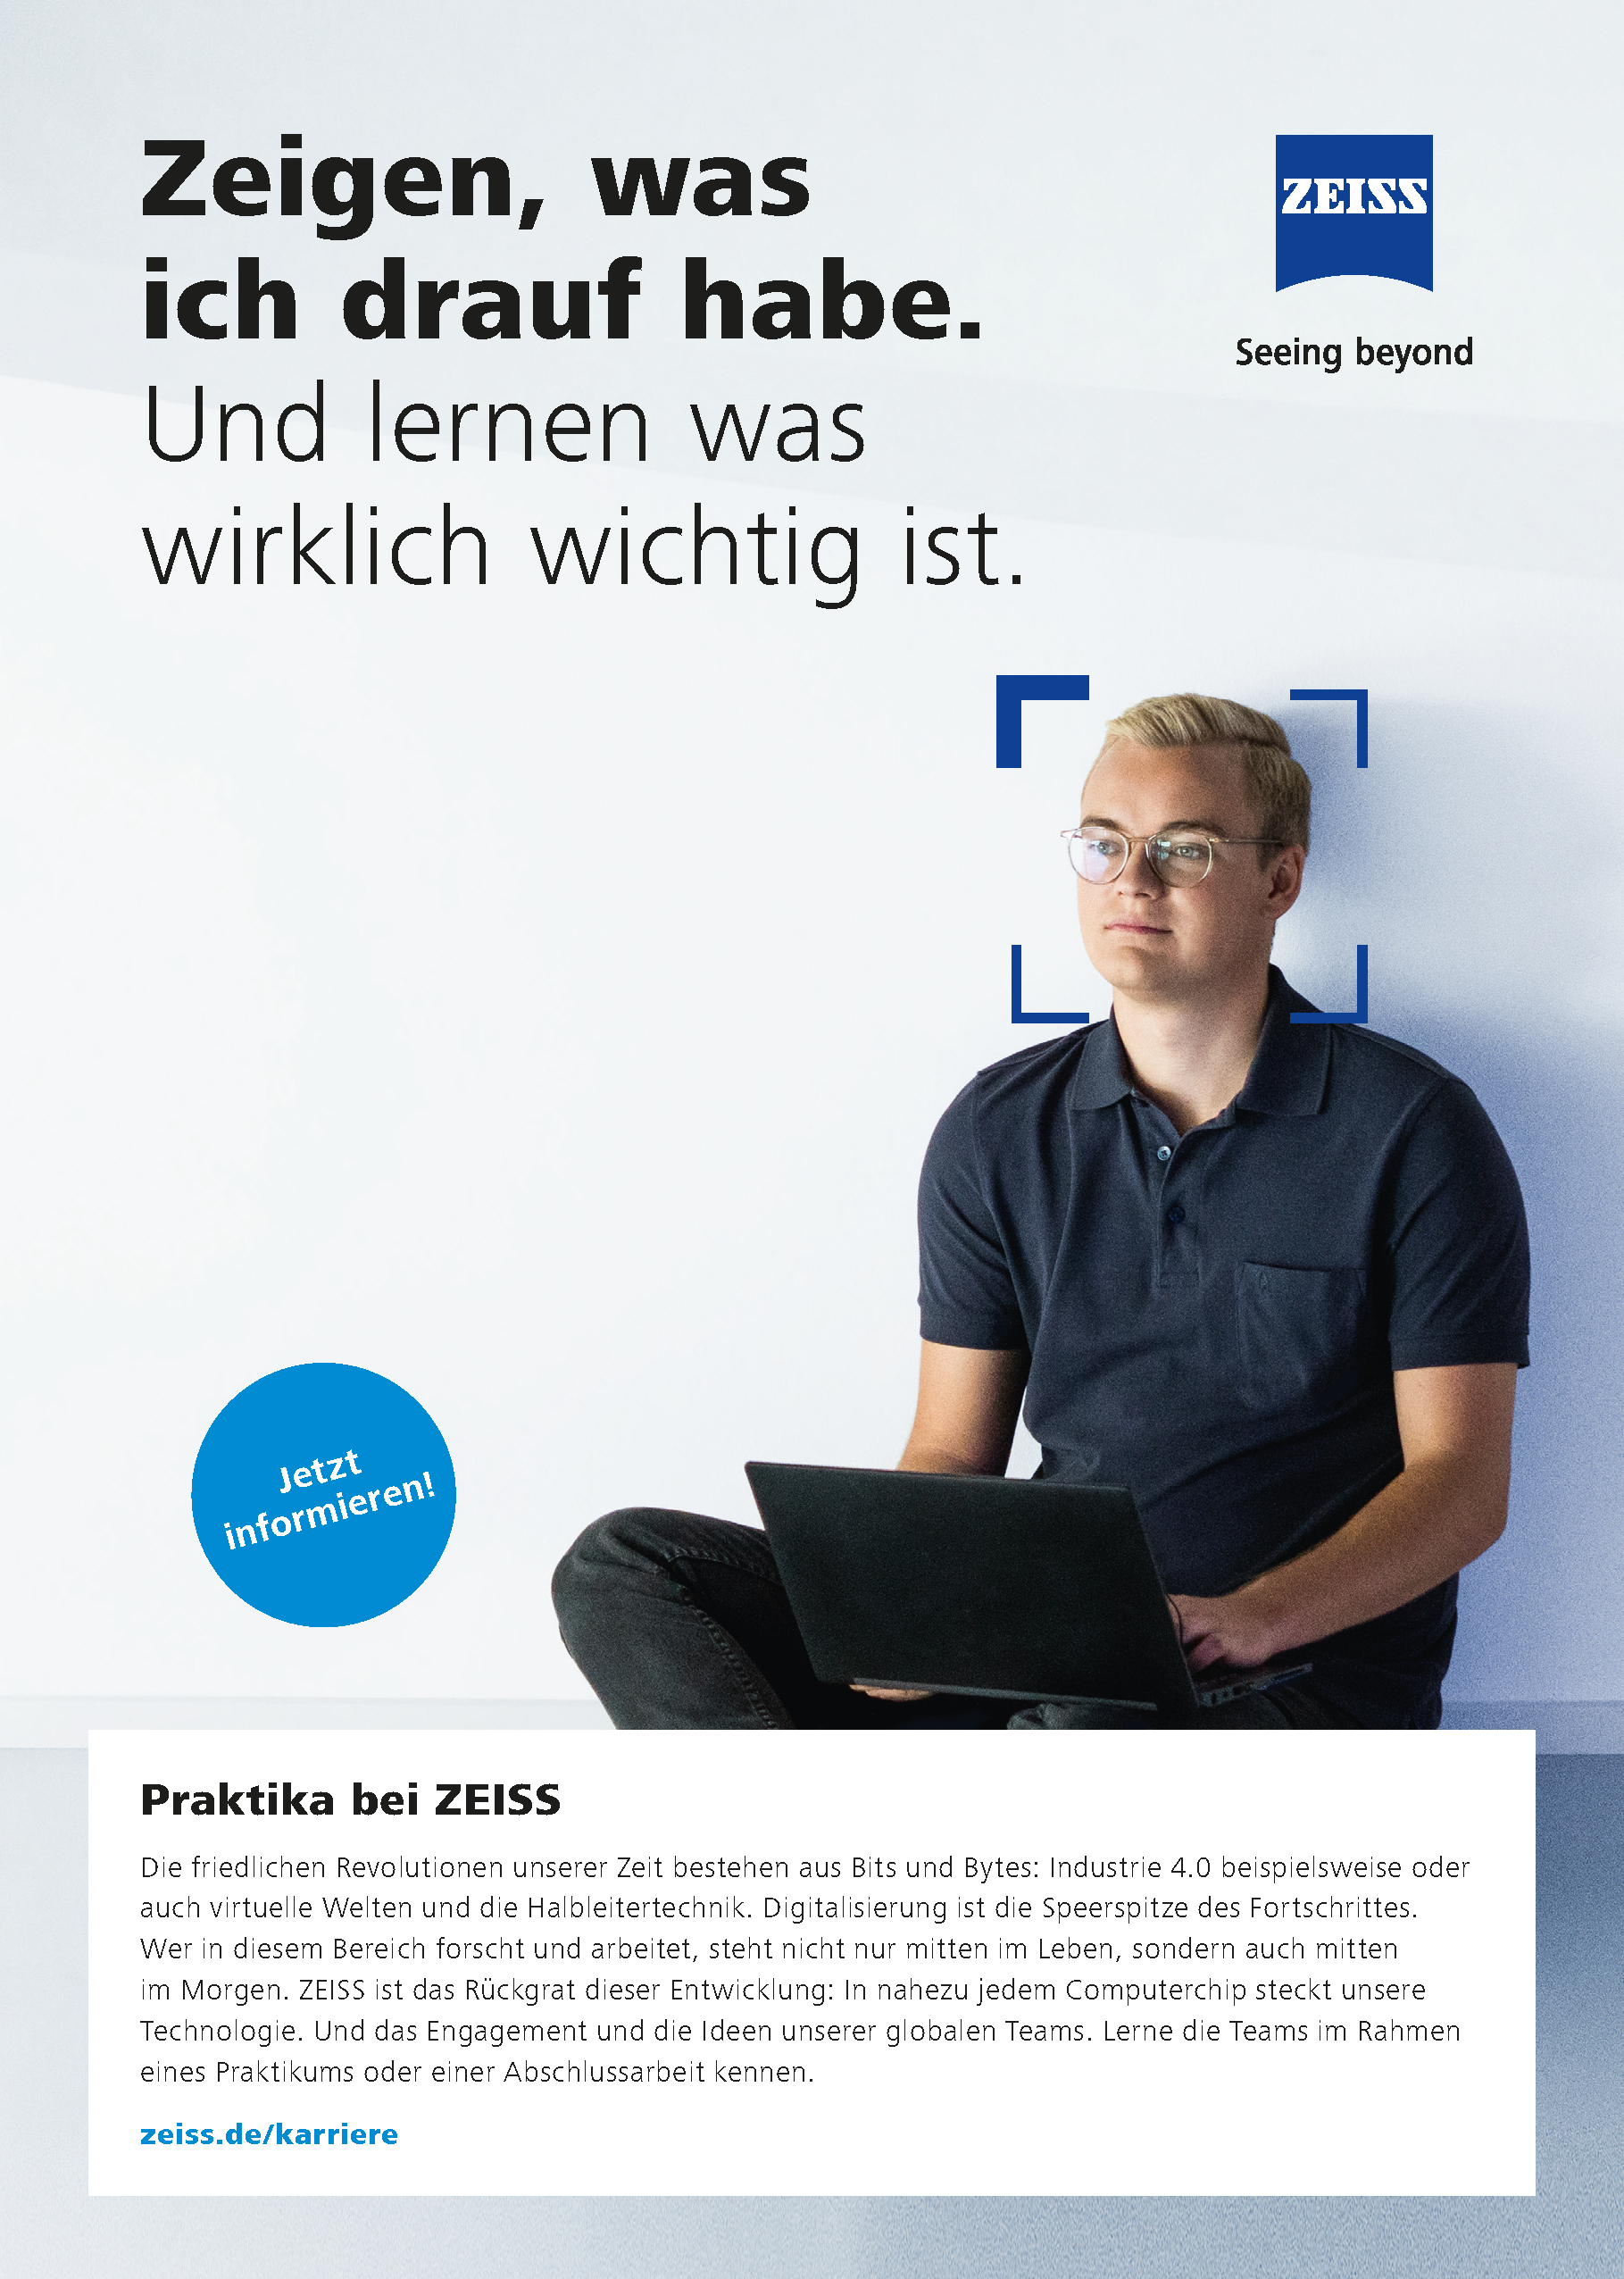 Zeigen, was
ich drauf habe.
Und lernen was
wirklich wichtig ist.
ZEISS
Seeing beyond
Jetzt
informieren!
Praktika bei ZEISS
Die friedlichen Revolutionen unserer Zeit bestehen aus Bits und Bytes: Industrie 4.0 beispielsweise oder
auch virtuelle Welten und die Halbleitertechnik. Digitalisierung ist die Speerspitze des Fortschrittes.
Wer in diesem Bereich forscht und arbeitet, steht nicht nur mitten im Leben, sondern auch mitten
im Morgen. ZEISS ist das Rückgrat dieser Entwicklung: In nahezu jedem Computerchip steckt unsere
Technologie. Und das Engagement und die Ideen unserer globalen Teams. Lerne die Teams im Rahmen
eines Praktikums oder einer Abschlussarbeit kennen.
zeiss.de/karriere